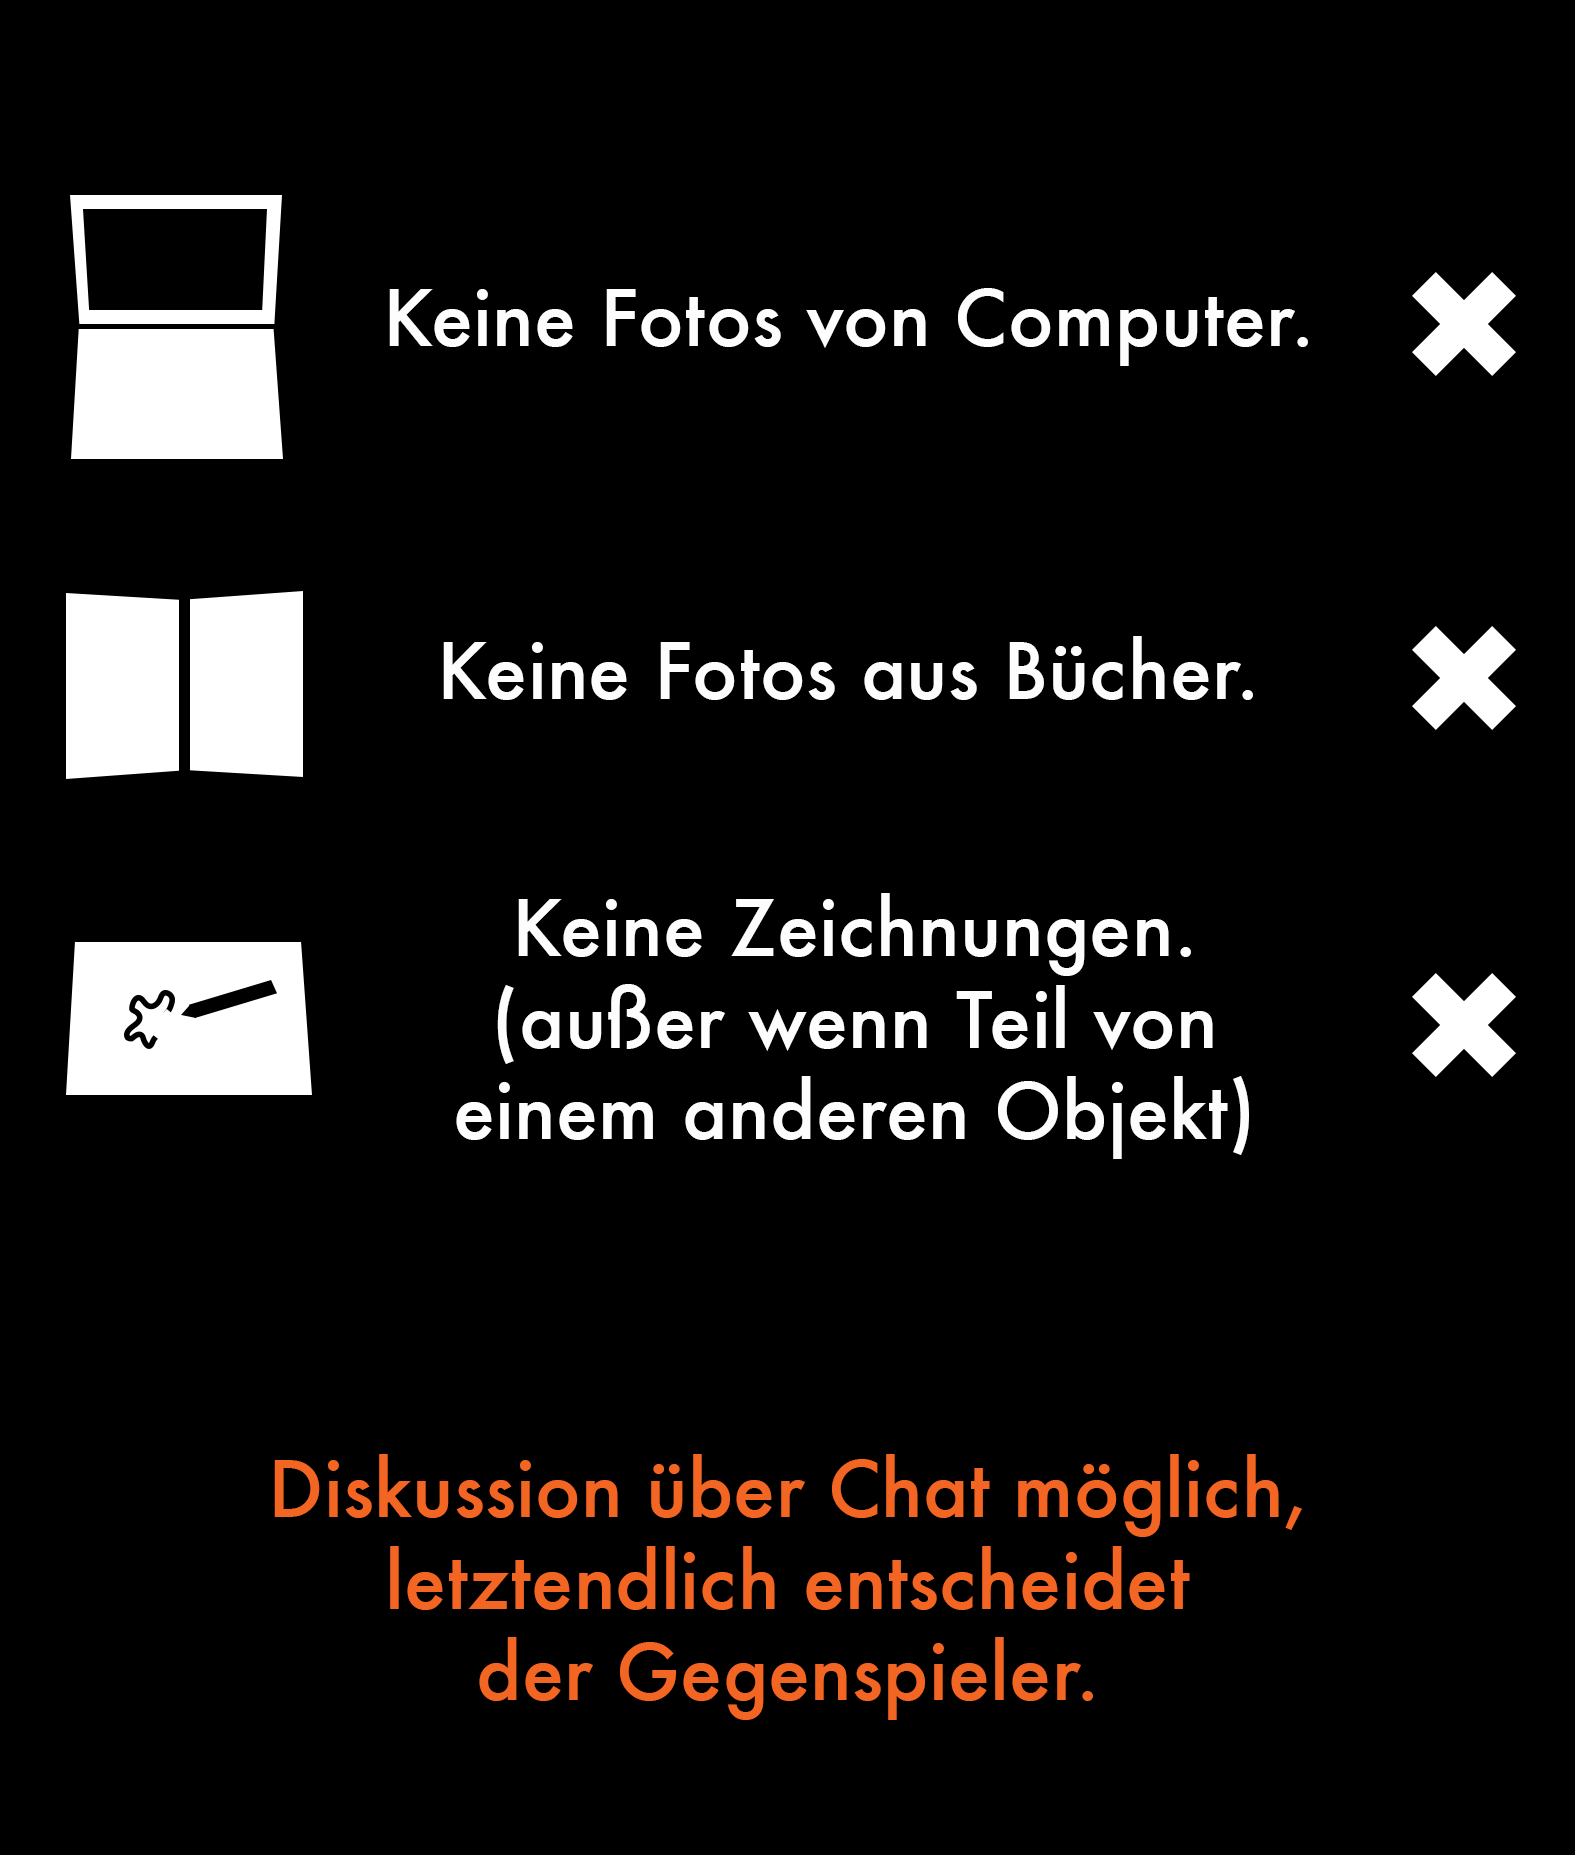 Keine Fotos von Computer.
Keine Fotos aus Bücher.
Keine Zeichnungen.
(außer wenn Teil von
einem anderen Objekt)
Diskussion über Chat möglich,
letztendlich entscheidet
der Gegenspieler.